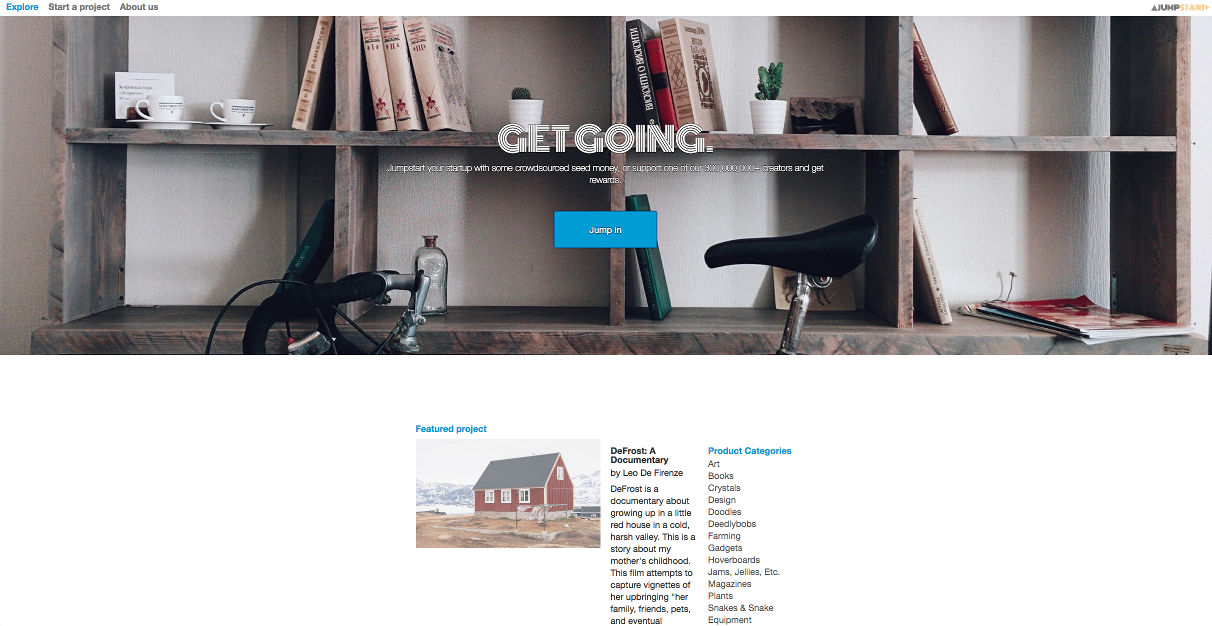 Explore Start a project About us
JUMPSTART
GET GOING.
Jumpstart your startup with some crowdsourced seed money, or support one of our 300,000,000+ creators and get
rewards.
Jump in
Featured project
DeFrost: A
Documentary
by Leo De Firenze
DeFrost is a
documentary about
growing up in a little
red house in a cold,
harsh valley. This is a
story about my
mother's childhood.
This film attempts to
capture vignettes of
her upbringing "her
family, friends, pets,
and eventual
Product Categories
Art
Books
Crystals
Design
Doodles
Deedlybobs
Farming
Gadgets
Hoverboards
Jams, Jellies, Etc.
Magazines
Plants
Snakes & Snake
Equipment